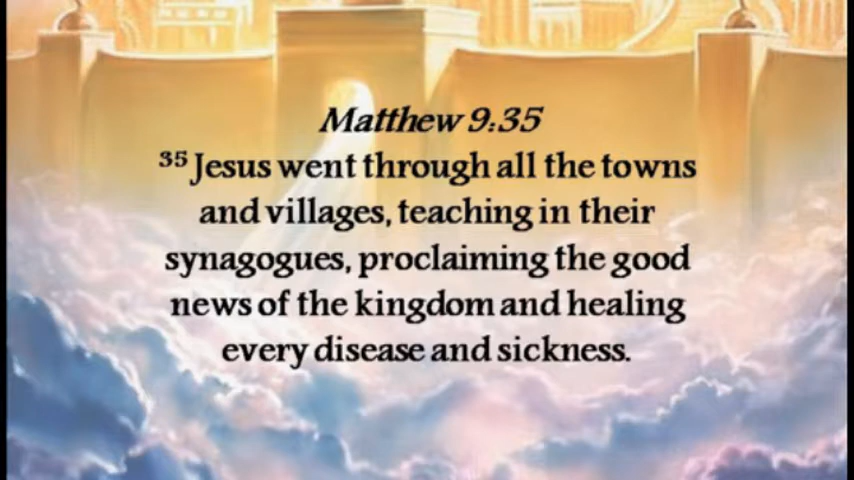 Matthew 9:35
35 Jesus went through all the towns
and villages, teaching in their
synagogues, proclaiming the good
news of the kingdom and healing
every disease and sickness.